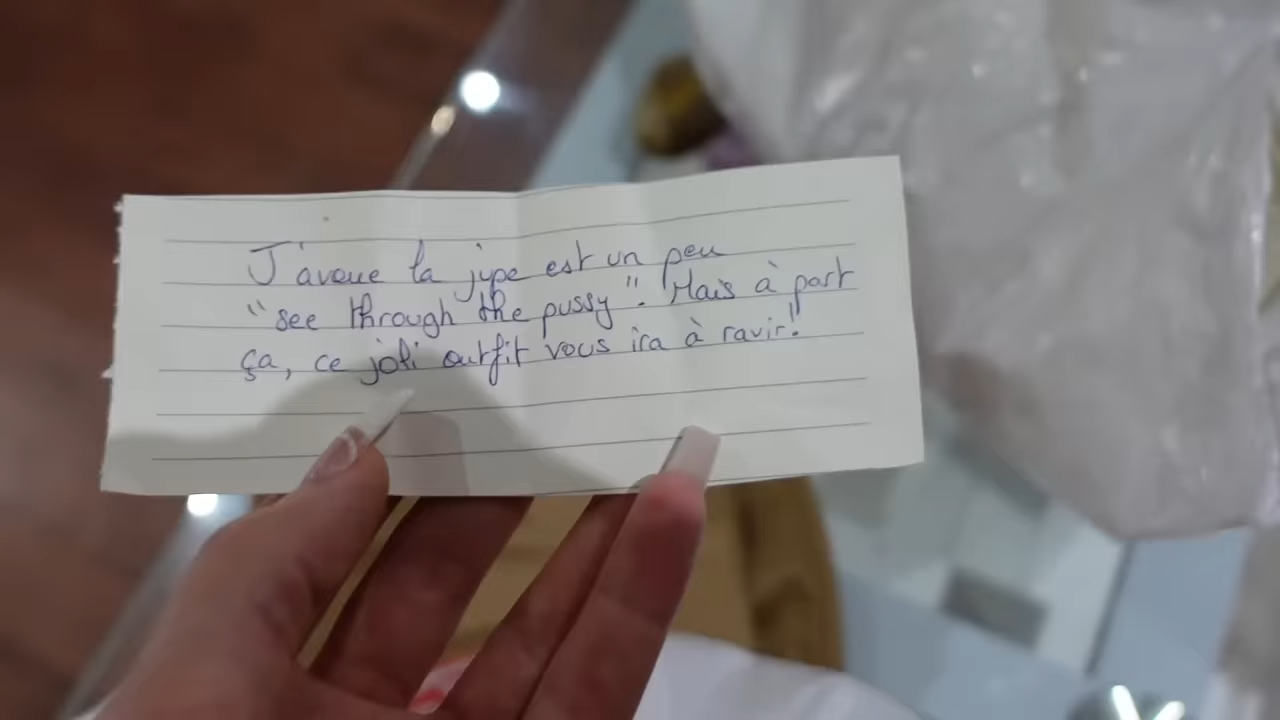 J'avoue la jupe est un peu
"see through the pussy". Mais à part
ça, ce joli outfit vous ira à ravir!